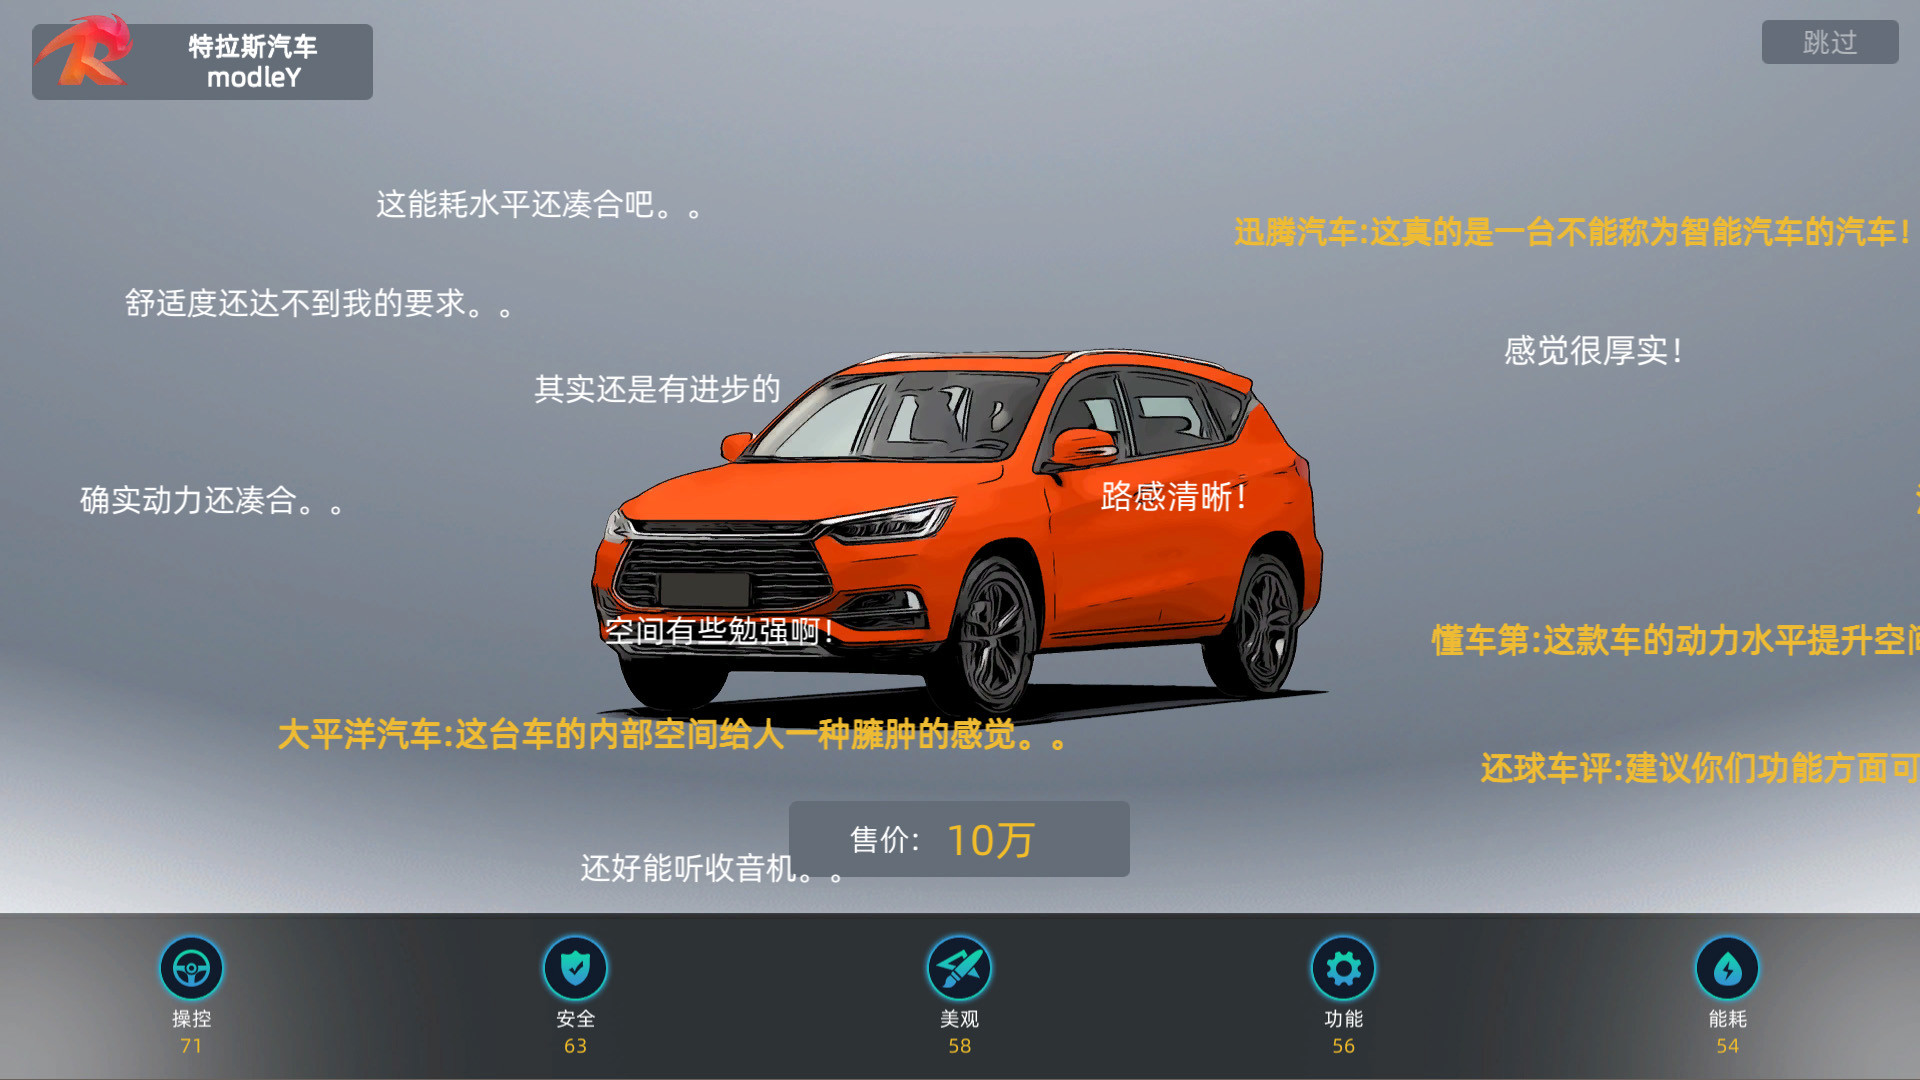 特拉斯汽车
modleY
跳过
这能耗水平还凑合吧。。
迅腾汽车:这真的是一台不能称为智能汽车的汽车!
舒适度还达不到我的要求。。
感觉很厚实!
其实还是有进步的
确实动力还凑合。。
路感清晰!
空间有些勉强啊!
懂车第:这款车的动力水平提升空间
大平洋汽车:这台车的内部空间给人一种臃肿的感觉。。
还球车评:建议你们功能方面可
售价: 10万
还好能听收音机。。
操控
71
安全
63
美观
58
功能
56
能耗
54